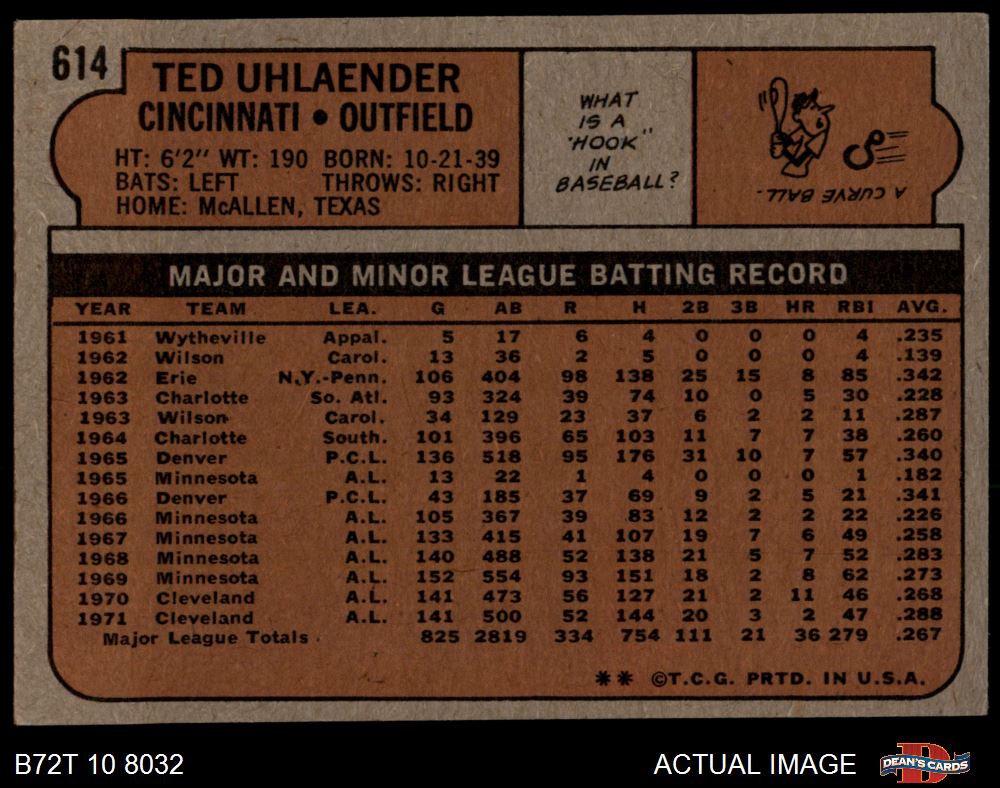 614
TED UHLAENDER
CINCINNATI • OUTFIELD
HT: 6'2" WT: 190 BORN: 10-21-39
BATS: LEFT THROWS: RIGHT
HOME: McALLEN, TEXAS
WHAT
IS A
"HOOK"
IN
BASEBALL?
A CURVE BALL.
MAJOR AND MINOR LEAGUE BATTING RECORD
YEAR TEAM LEA. G AB R H 2B 3B HR RBI AVG.
1961 Wytheville Appal. 5 17 6 4 0 0 0 4 .235
1962 Wilson Carol. 13 36 2 5 0 0 0 4 .139
1962 Erie N.Y.-Penn. 106 404 98 138 25 15 8 85 .342
1963 Charlotte So. Atl. 93 324 39 74 10 0 5 30 .228
1963 Wilson Carol. 34 129 23 37 6 2 2 11 .287
1964 Charlotte South. 101 396 65 103 11 7 7 38 .260
1965 Denver P.C.L. 136 518 95 176 31 10 7 57 .340
1965 Minnesota A.L. 13 22 1 4 0 0 0 1 .182
1966 Denver P.C.L. 43 185 37 69 9 2 5 21 .341
1966 Minnesota A.L. 105 367 39 83 12 2 2 22 .226
1967 Minnesota A.L. 133 415 41 107 19 7 6 49 .258
1968 Minnesota A.L. 140 488 52 138 21 5 7 52 .283
1969 Minnesota A.L. 152 554 93 151 18 2 8 62 .273
1970 Cleveland A.L. 141 473 56 127 21 2 11 46 .268
1971 Cleveland A.L. 141 500 52 144 20 3 2 47 .288
Major League Totals 825 2819 334 754 111 21 36 279 .267
** ©T.C.G. PRTD. IN U.S.A.
B72T 10 8032
ACTUAL IMAGE
DEAN'S CARDS